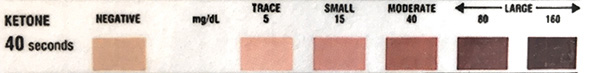 KETONE
40 seconds
NEGATIVE
mg/dL
TRACE
5
SMALL
15
MODERATE
40
LARGE
80
160